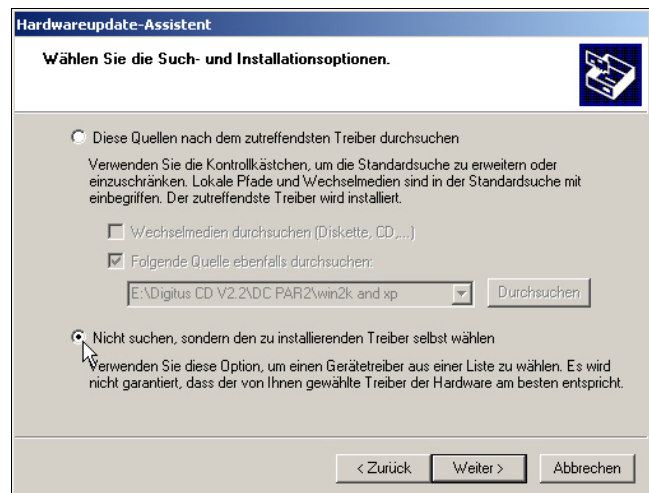 Hardwareupdate-Assistent
Wählen Sie die Such- und Installationsoptionen.
Diese Quellen nach dem zutreffendsten Treiber durchsuchen
Verwenden Sie die Kontrollkästchen, um die Standardsuche zu erweitern oder
einzuschränken. Lokale Pfade und Wechselmedien sind in der Standardsuche mit
einbegriffen. Der zutreffendste Treiber wird installiert.
Wechselmedien durchsuchen (Diskette, CD,...)
Folgende Quelle ebenfalls durchsuchen:
E:\Digitus CD V2.2\DC PAR2\win2k and xp
Durchsuchen
Nicht suchen, sondern den zu installierenden Treiber selbst wählen
Verwenden Sie diese Option, um einen Gerätetreiber aus einer Liste zu wählen. Es wird
nicht garantiert, dass der von Ihnen gewählte Treiber der Hardware am besten entspricht.
< Zurück Weiter > Abbrechen